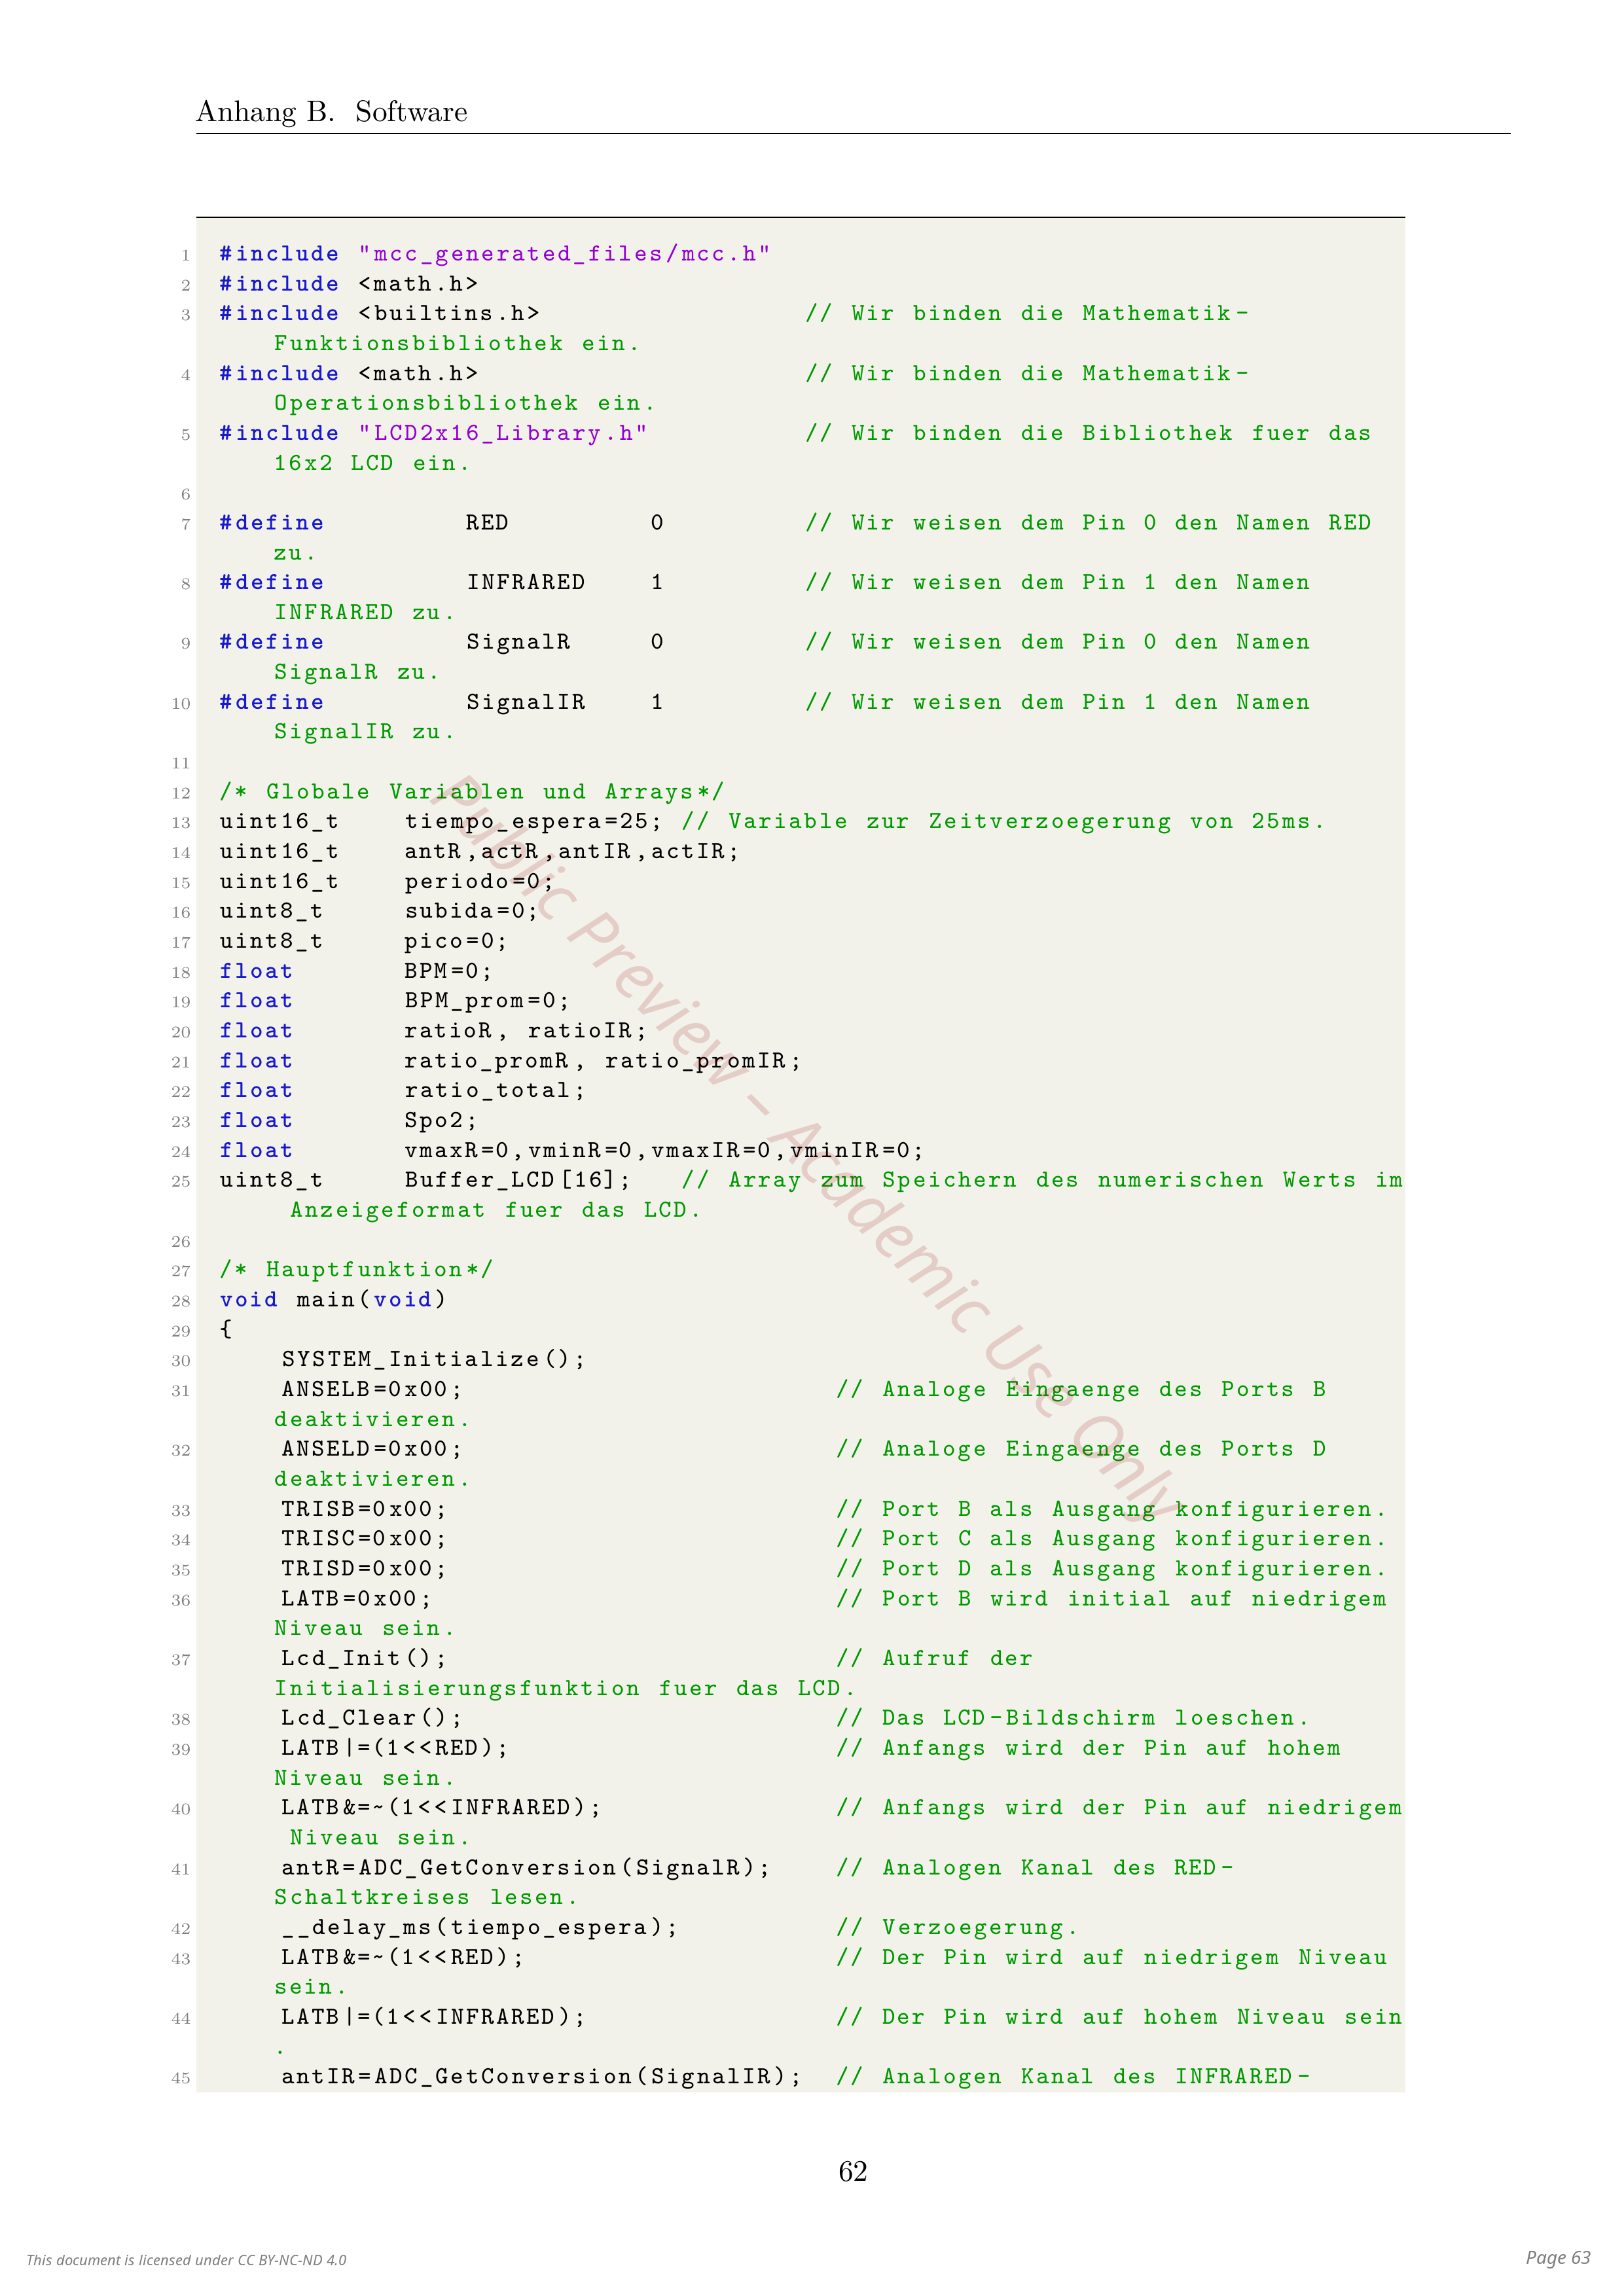 Anhang B. Software
1 #include "mcc_generated_files/mcc.h"
2 #include <math.h>
3 #include <builtins.h> // Wir binden die Mathematik-
Funktionsbibliothek ein.
4 #include <math.h> // Wir binden die Mathematik-
Operationsbibliothek ein.
5 #include "LCD2x16_Library.h" // Wir binden die Bibliothek fuer das
16x2 LCD ein.
6
7 #define RED 0 // Wir weisen dem Pin 0 den Namen RED
zu.
8 #define INFRARED 1 // Wir weisen dem Pin 1 den Namen
INFRARED zu.
9 #define SignalR 0 // Wir weisen dem Pin 0 den Namen
SignalR zu.
10 #define SignalIR 1 // Wir weisen dem Pin 1 den Namen
SignalIR zu.
11
12 /* Globale Variablen und Arrays*/
13 uint16_t tiempo_espera=25; // Variable zur Zeitverzoegerung von 25ms.
14 uint16_t antR,actR,antIR,actIR;
15 uint16_t periodo=0;
16 uint8_t subida=0;
17 uint8_t pico=0;
18 float BPM=0;
19 float BPM_prom=0;
20 float ratioR, ratioIR;
21 float ratio_promR, ratio_promIR;
22 float ratio_total;
23 float Spo2;
24 float vmaxR=0,vminR=0,vmaxIR=0,vminIR=0;
25 uint8_t Buffer_LCD[16]; // Array zum Speichern des numerischen Werts im
Anzeigeformat fuer das LCD.
26
27 /* Hauptfunktion*/
28 void main(void)
29 {
30 SYSTEM_Initialize();
31 ANSELB=0x00; // Analoge Eingaenge des Ports B
deaktivieren.
32 ANSELD=0x00; // Analoge Eingaenge des Ports D
deaktivieren.
33 TRISB=0x00; // Port B als Ausgang konfigurieren.
34 TRISC=0x00; // Port C als Ausgang konfigurieren.
35 TRISD=0x00; // Port D als Ausgang konfigurieren.
36 LATB=0x00; // Port B wird initial auf niedrigem
Niveau sein.
37 Lcd_Init(); // Aufruf der
Initialisierungsfunktion fuer das LCD.
38 Lcd_Clear(); // Das LCD-Bildschirm loeschen.
39 LATB|=(1<<RED); // Anfangs wird der Pin auf hohem
Niveau sein.
40 LATB&=~(1<<INFRARED); // Anfangs wird der Pin auf niedrigem
Niveau sein.
41 antR=ADC_GetConversion(SignalR); // Analogen Kanal des RED-
Schaltkreises lesen.
42 __delay_ms(tiempo_espera); // Verzoegerung.
43 LATB&=~(1<<RED); // Der Pin wird auf niedrigem Niveau
sein.
44 LATB|=(1<<INFRARED); // Der Pin wird auf hohem Niveau sein
.
45 antIR=ADC_GetConversion(SignalIR); // Analogen Kanal des INFRARED-
Public Preview – Academic Use Only
62
This document is licensed under CC BY-NC-ND 4.0
Page 63